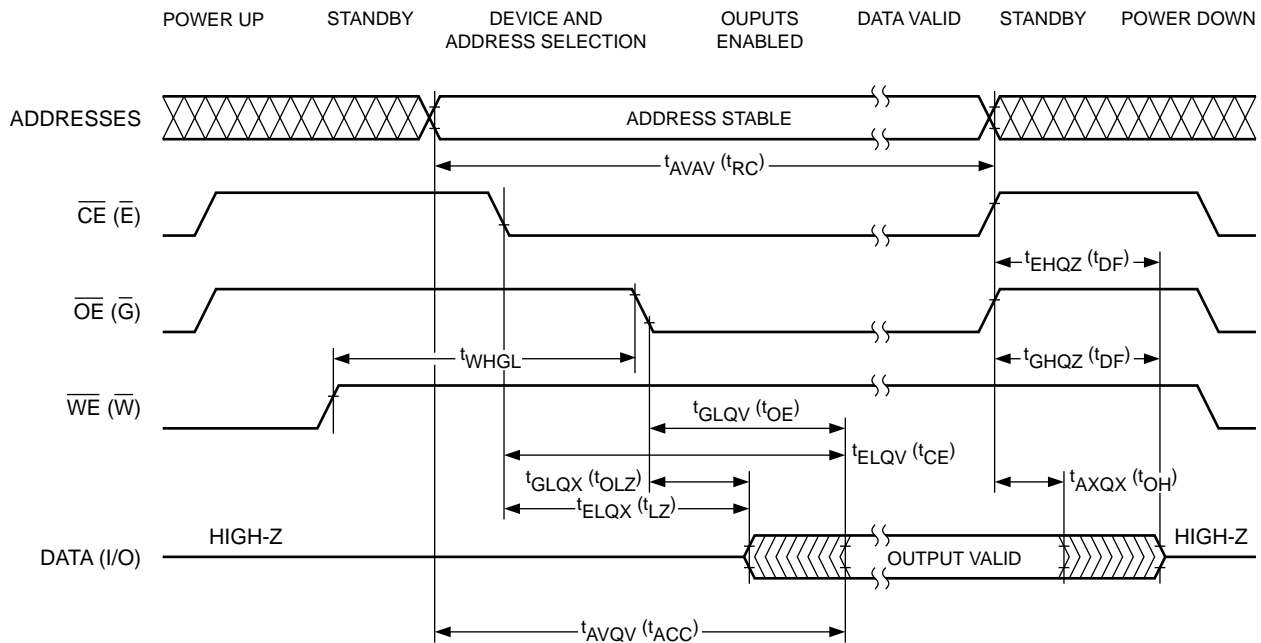 POWER UP STANDBY DEVICE AND ADDRESS SELECTION OUPUTS ENABLED DATA VALID STANDBY POWER DOWN
ADDRESSES
ADDRESS STABLE
tAVAV (tRC)
CE (E)
tEHQZ (tDF)
OE (G)
tWHGL
tGHQZ (tDF)
WE (W)
tGLQV (tOE)
tELQV (tCE)
tGLQX (tOLZ)
tAXQX (tOH)
tELQX (tLZ)
HIGH-Z
HIGH-Z
DATA (I/O)
OUTPUT VALID
tAVQV (tACC)